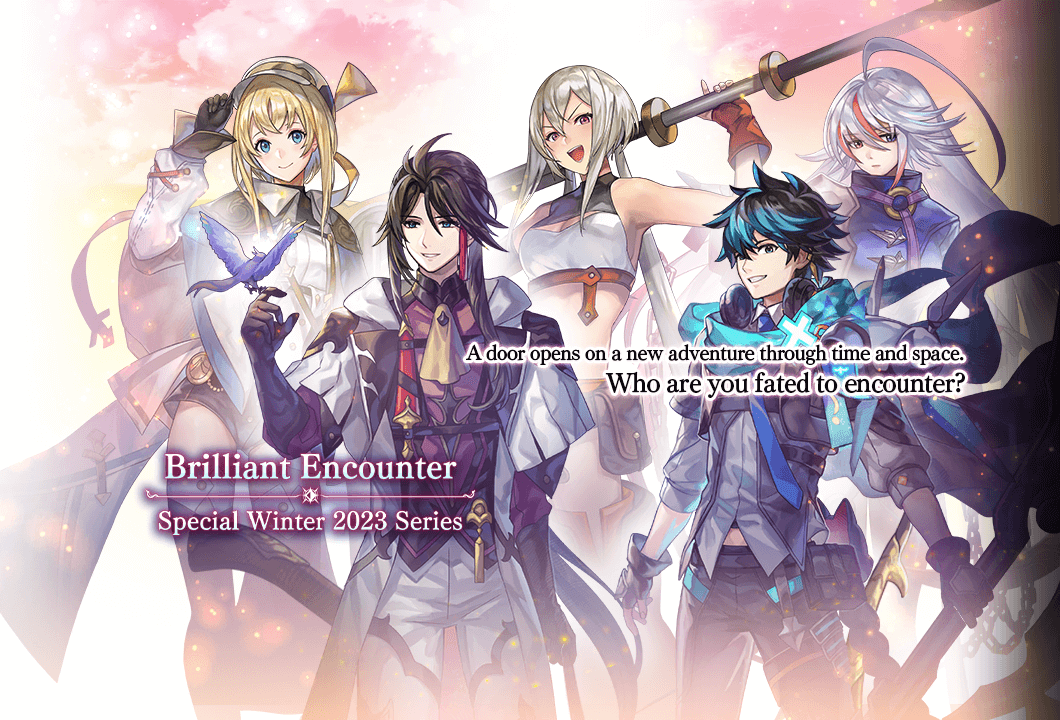 A door opens on a new adventure through time and space.
Who are you fated to encounter?
Brilliant Encounter
Special Winter 2023 Series